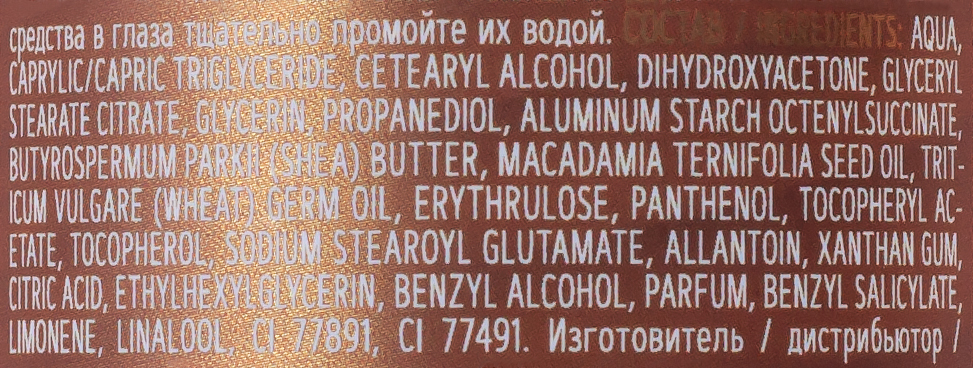 средства в глаза тщательно промойте их водой. СОСТАВ / INGREDIENTS: AQUA,
CAPRYLIC/CAPRIC TRIGLYCERIDE, CETEARYL ALCOHOL, DIHYDROXYACETONE, GLYCERYL
STEARATE CITRATE, GLYCERIN, PROPANEDIOL, ALUMINUM STARCH OCTENYLSUCCINATE,
BUTYROSPERMUM PARKII (SHEA) BUTTER, MACADAMIA TERNIFOLIA SEED OIL, TRIT-
ICUM VULGARE (WHEAT) GERM OIL, ERYTHRULOSE, PANTHENOL, TOCOPHERYL AC-
ETATE, TOCOPHEROL, SODIUM STEAROYL GLUTAMATE, ALLANTOIN, XANTHAN GUM,
CITRIC ACID, ETHYLHEXYLGLYCERIN, BENZYL ALCOHOL, PARFUM, BENZYL SALICYLATE,
LIMONENE, LINALOOL, CI 77891, CI 77491. Изготовитель / дистрибьютор /